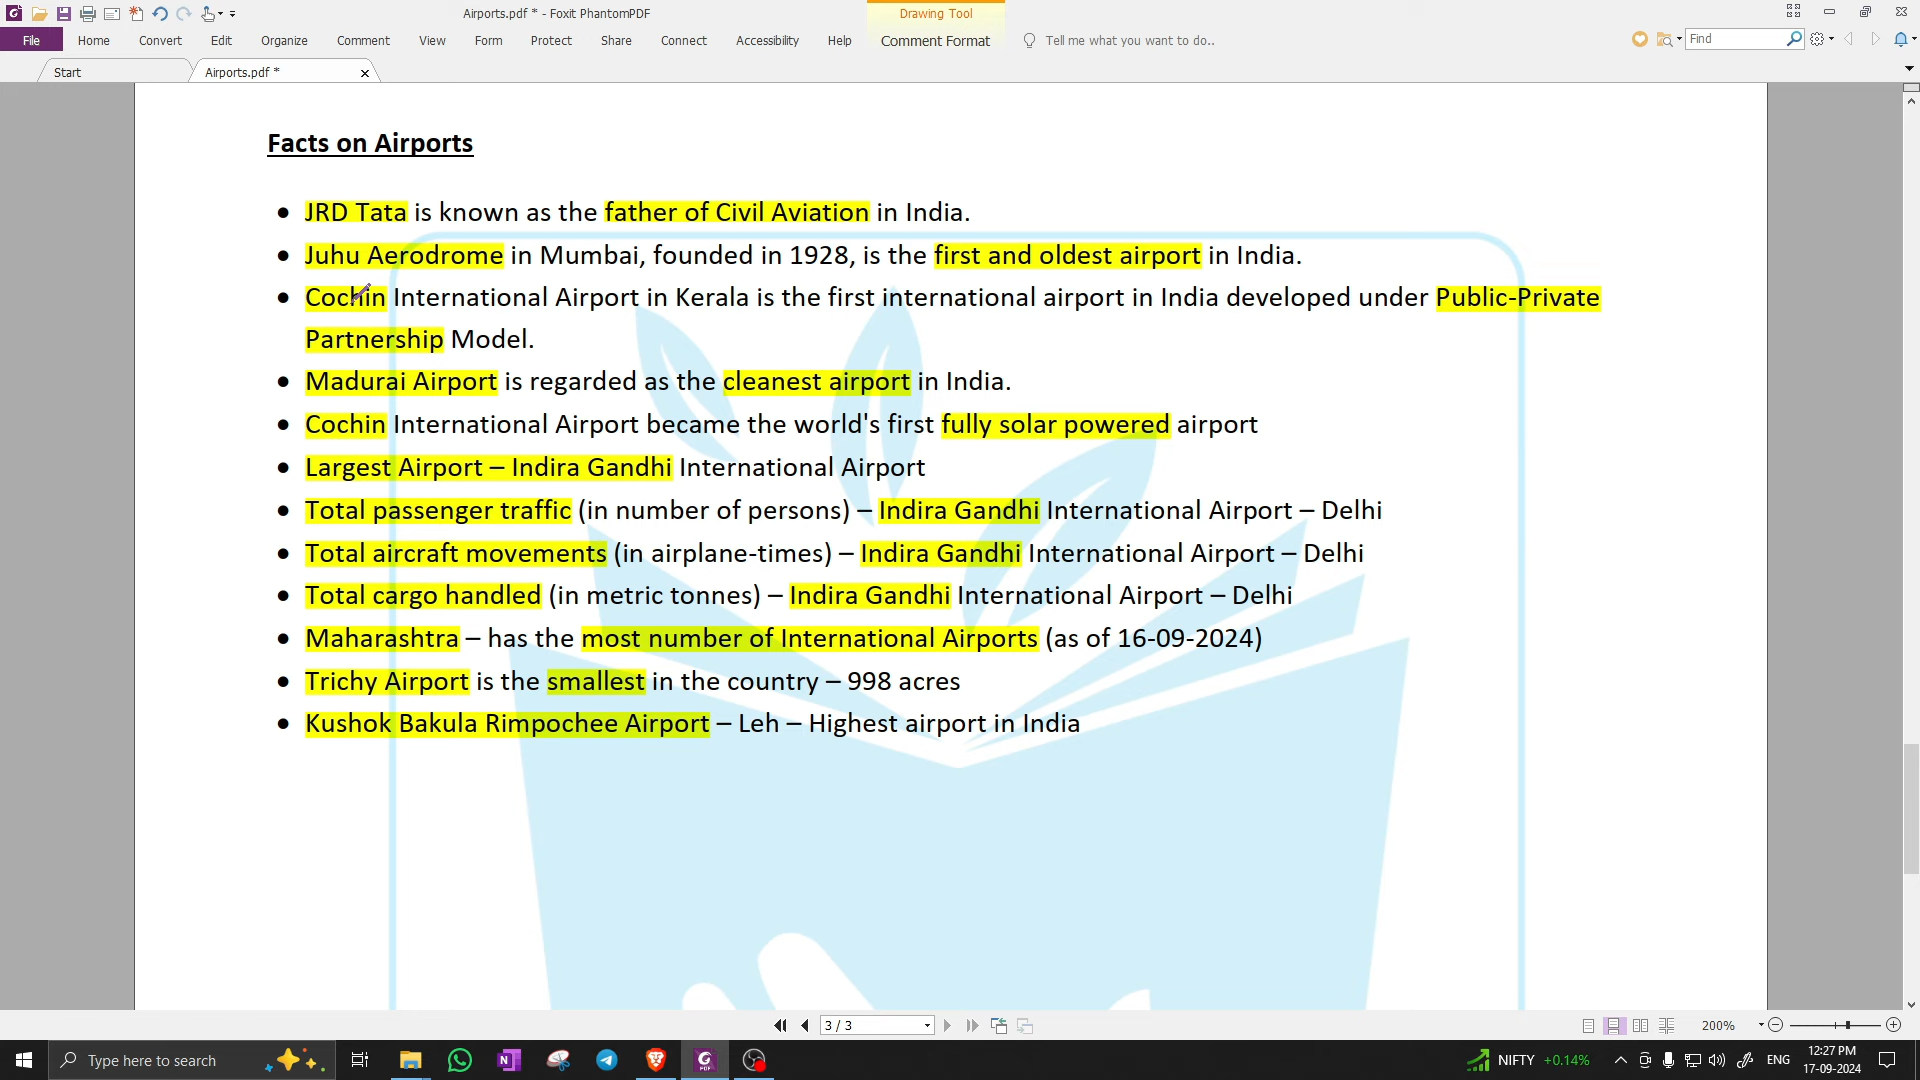 Airports.pdf * - Foxit PhantomPDF
Drawing Tool
File Home Convert Edit Organize Comment View Form Protect Share Connect Accessibility Help Comment Format Tell me what you want to do.. Find
Start Airports.pdf *
Facts on Airports
• JRD Tata is known as the father of Civil Aviation in India.
• Juhu Aerodrome in Mumbai, founded in 1928, is the first and oldest airport in India.
• Cochin International Airport in Kerala is the first international airport in India developed under Public-Private
Partnership Model.
• Madurai Airport is regarded as the cleanest airport in India.
• Cochin International Airport became the world's first fully solar powered airport
• Largest Airport – Indira Gandhi International Airport
• Total passenger traffic (in number of persons) – Indira Gandhi International Airport – Delhi
• Total aircraft movements (in airplane-times) – Indira Gandhi International Airport – Delhi
• Total cargo handled (in metric tonnes) – Indira Gandhi International Airport – Delhi
• Maharashtra – has the most number of International Airports (as of 16-09-2024)
• Trichy Airport is the smallest in the country – 998 acres
• Kushok Bakula Rimpochee Airport – Leh – Highest airport in India
3 / 3 200%
Type here to search NIFTY +0.14% ENG 12:27 PM
17-09-2024